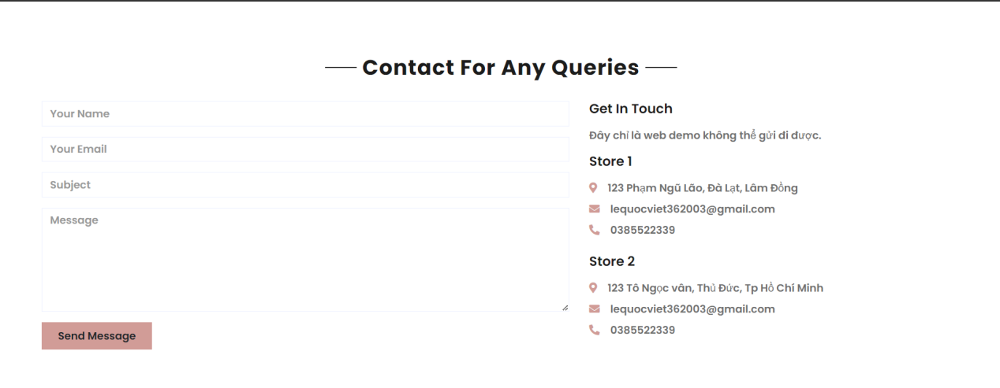 Contact For Any Queries
Your Name
Your Email
Subject
Message
Send Message
Get In Touch
Đây chỉ là web demo không thể gửi đi được.
Store 1
123 Phạm Ngũ Lão, Đà Lạt, Lâm Đồng
lequocviet362003@gmail.com
0385522339
Store 2
123 Tô Ngọc vân, Thủ Đức, Tp Hồ Chí Minh
lequocviet362003@gmail.com
0385522339